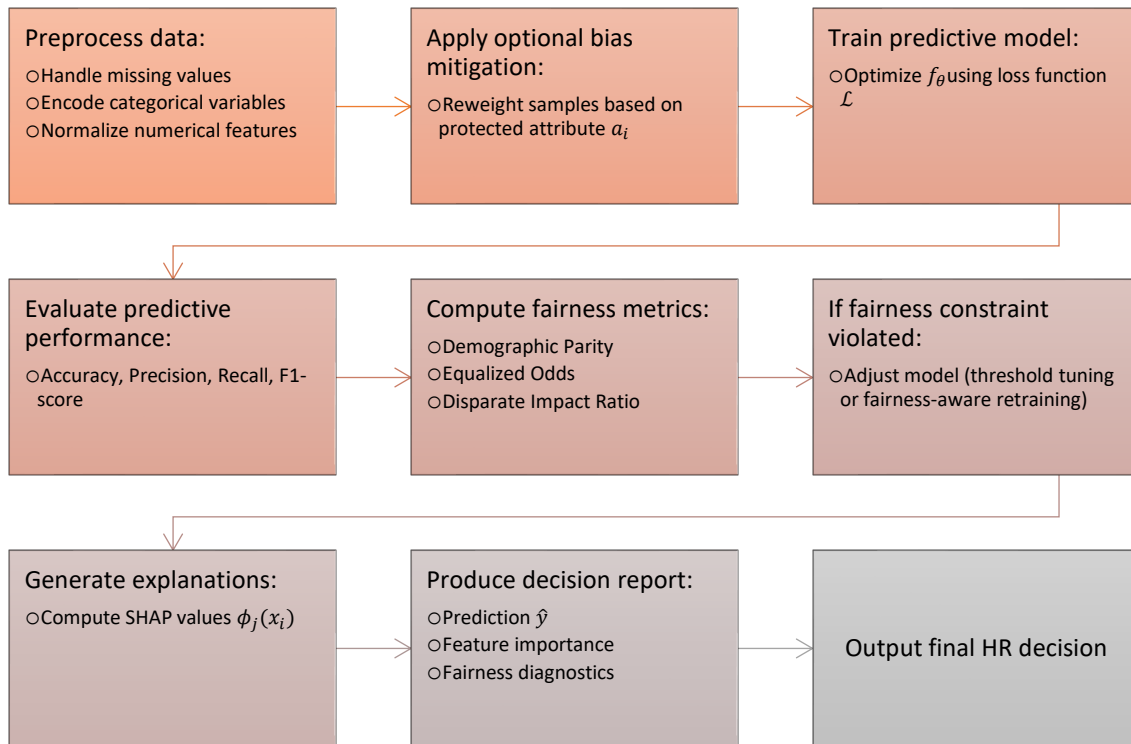 Preprocess data:
○Handle missing values
○Encode categorical variables
○Normalize numerical features
Apply optional bias
mitigation:
○Reweight samples based on
protected attribute 𝑎ᵢ
Train predictive model:
○Optimize 𝑓_𝜃 using loss function
ℒ
Evaluate predictive
performance:
○Accuracy, Precision, Recall, F1-
score
Compute fairness metrics:
○Demographic Parity
○Equalized Odds
○Disparate Impact Ratio
If fairness constraint
violated:
○Adjust model (threshold tuning
or fairness-aware retraining)
Generate explanations:
○Compute SHAP values 𝜙ⱼ(𝑥ᵢ)
Produce decision report:
○Prediction ŷ
○Feature importance
○Fairness diagnostics
Output final HR decision